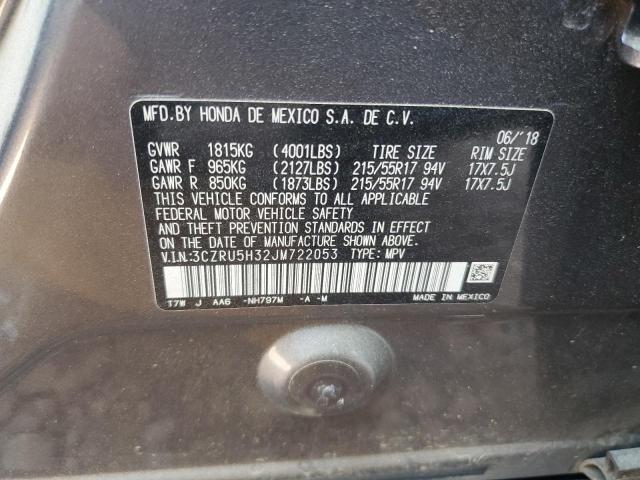 MFD.BY HONDA DE MEXICO S.A. DE C.V.
06/'18
GVWR 1815KG (4001LBS) TIRE SIZE RIM SIZE
GAWR F 965KG (2127LBS) 215/55R17 94V 17X7.5J
GAWR R 850KG (1873LBS) 215/55R17 94V 17X7.5J
THIS VEHICLE CONFORMS TO ALL APPLICABLE
FEDERAL MOTOR VEHICLE SAFETY
AND THEFT PREVENTION STANDARDS IN EFFECT
ON THE DATE OF MANUFACTURE SHOWN ABOVE.
V.I.N:3CZRU5H32JM722053 TYPE: MPV
T7W J AA6 -NH797M -A -M MADE IN MEXICO